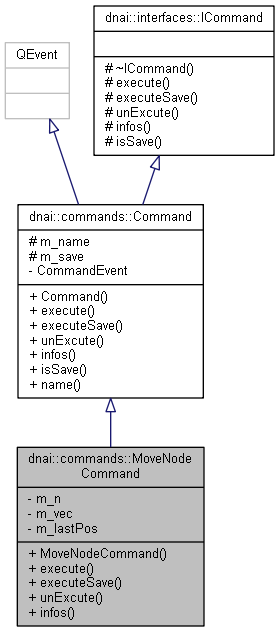 dnai::interfaces::ICommand
# ~ICommand()
# execute()
# executeSave()
# unExcute()
# infos()
# isSave()
QEvent
dnai::commands::Command
# m_name
# m_save
- CommandEvent
+ Command()
+ execute()
+ executeSave()
+ unExcute()
+ infos()
+ isSave()
+ name()
dnai::commands::MoveNode
Command
- m_n
- m_vec
- m_lastPos
+ MoveNodeCommand()
+ execute()
+ executeSave()
+ unExcute()
+ infos()